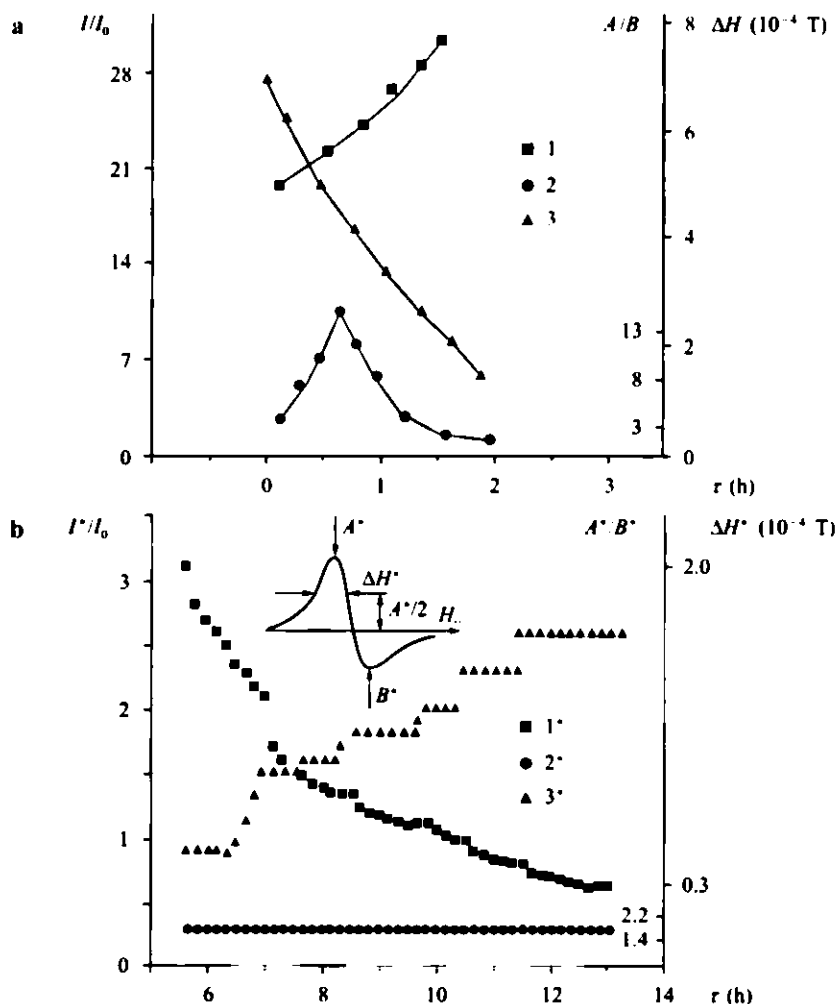 a
I/I₀
A/B
ΔH (10⁻⁴ T)
28
21
14
7
0
1
2
3
13
8
3
8
6
4
2
0
0
1
2
3
τ (h)
b
I*/I₀
A*/B*
ΔH* (10⁻⁴ T)
3
2
1
0
A*
ΔH*
A*/2
H
B*
1*
2*
3*
2.0
0.3
2.2
1.4
6
8
10
12
14
τ (h)